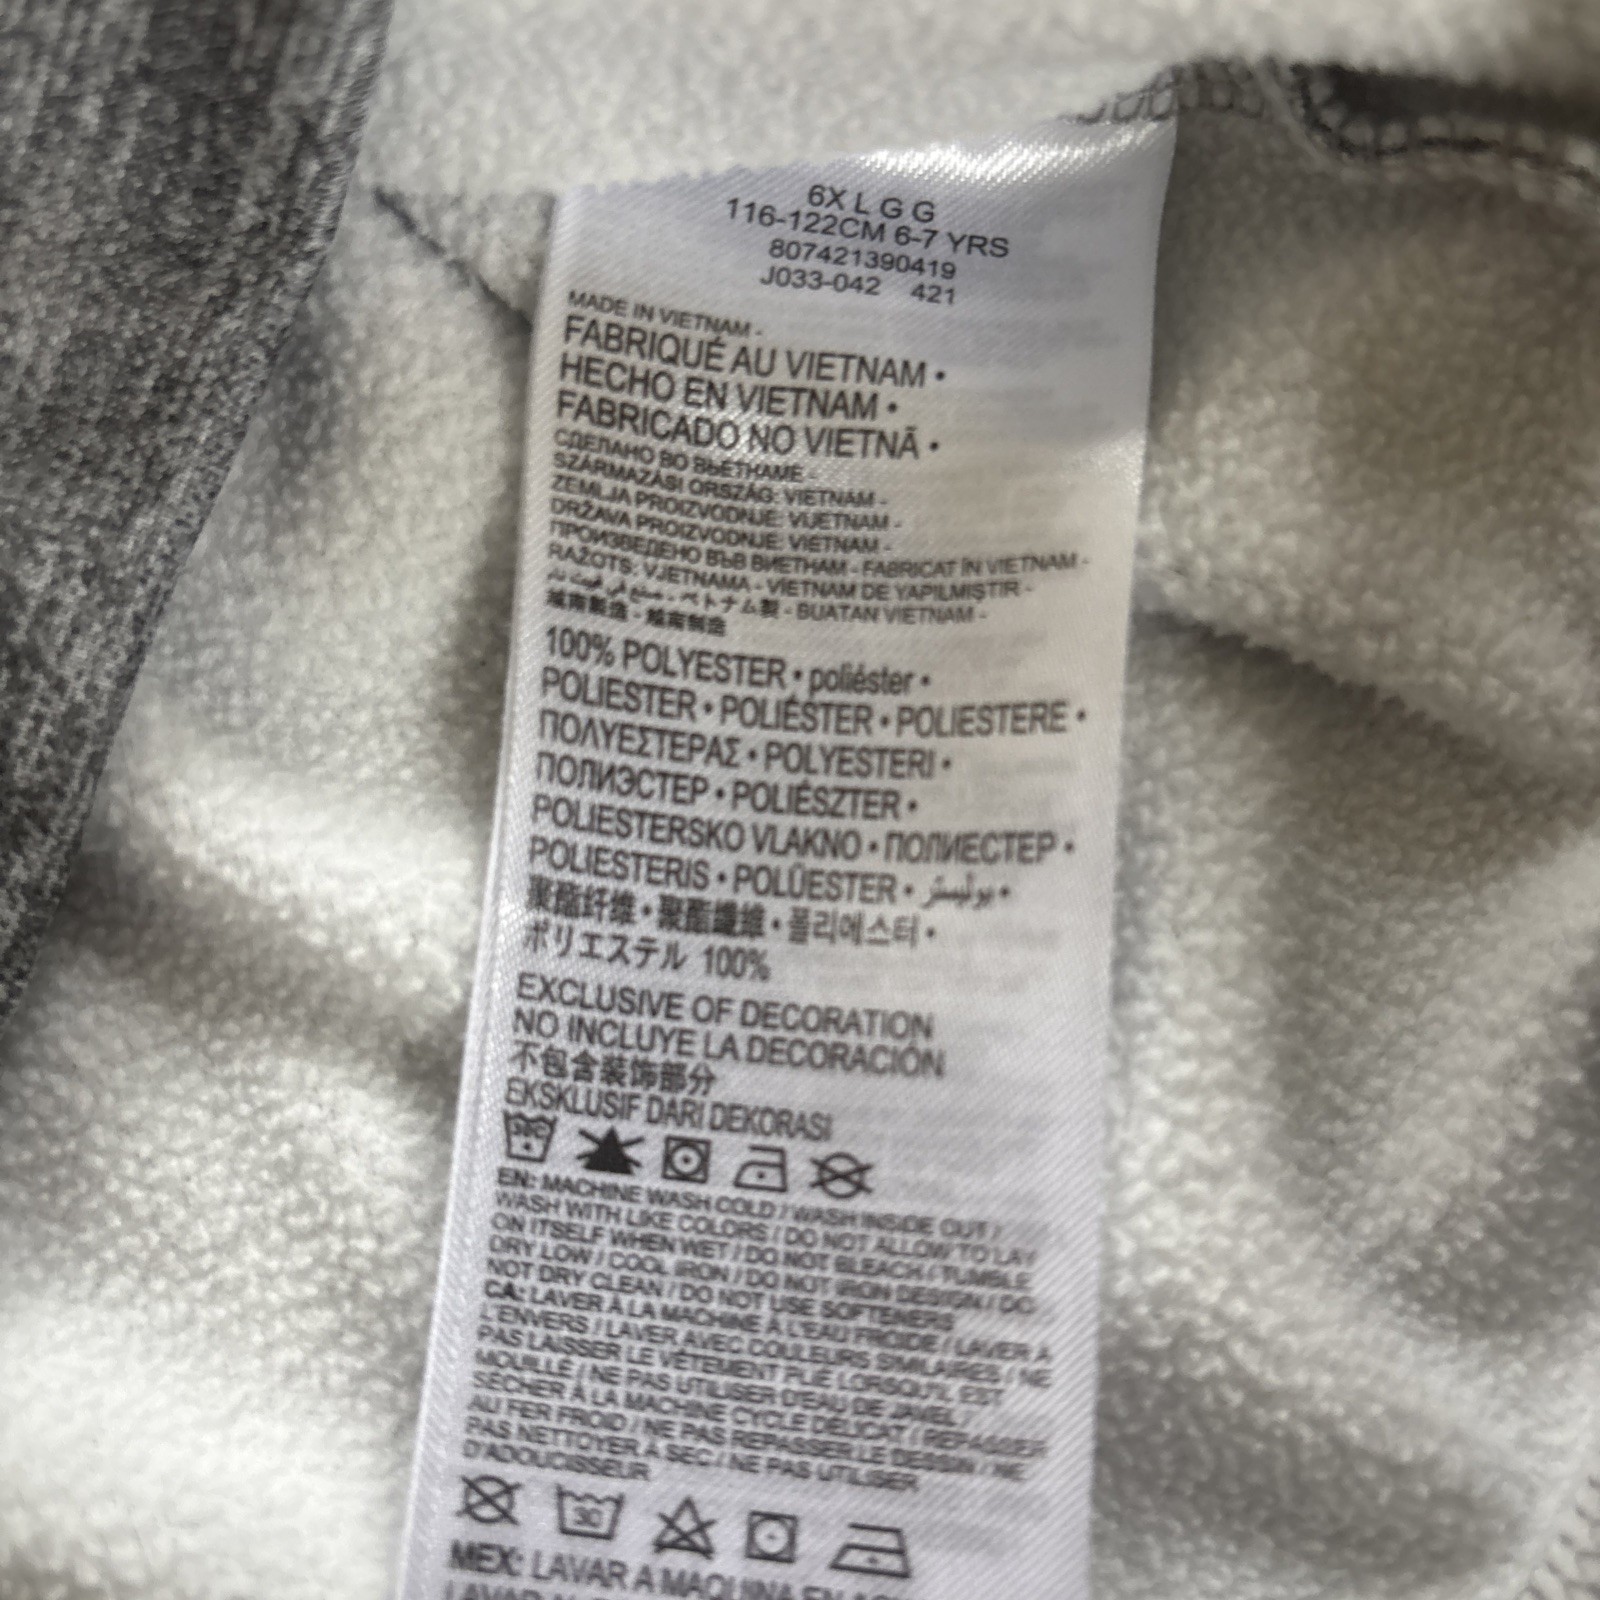 6X L G G
116-122CM 6-7 YRS
807421390419
J033-042 421
MADE IN VIETNAM -
FABRIQUÉ AU VIETNAM •
HECHO EN VIETNAM •
FABRICADO NO VIETNÃ •
СДЕЛАНО ВО ВЬЕТНАМЕ -
SZÁRMAZÁSI ORSZÁG: VIETNAM -
ZEMLJA PROIZVODNJE: VIJETNAM -
DRŽAVA PROIZVODNJE: VIETNAM -
ПРОИЗВЕДЕНО ВЪВ ВИЕТНАМ - FABRICAT ÎN VIETNAM -
RAŽOTS: VJETNAMA - VIETNAM DE YAPILMIŞTIR -
صنع في فيت نام - ベトナム製 - BUATAN VIETNAM -
越南製造 - 越南制造
100% POLYESTER • poliéster •
POLIESTER • POLIÉSTER • POLIESTERE •
ΠΟΛΥΕΣΤΕΡΑΣ • POLYESTERI •
ПОЛИЭСТЕР • POLIÉSZTER •
POLIESTERSKO VLAKNO • ПОЛИЕСТЕР •
POLIESTERIS • POLÜESTER • بوليستر •
聚酯纤维 • 聚酯纖維 • 폴리에스터 •
ポリエステル 100%
EXCLUSIVE OF DECORATION
NO INCLUYE LA DECORACIÓN
不包含装饰部分
EKSKLUSIF DARI DEKORASI
EN: MACHINE WASH COLD / WASH INSIDE OUT /
WASH WITH LIKE COLORS / DO NOT ALLOW TO LAY
ON ITSELF WHEN WET / DO NOT BLEACH / TUMBLE
DRY LOW / COOL IRON / DO NOT IRON DESIGN / DO
NOT DRY CLEAN / DO NOT USE SOFTENERS
CA: LAVER À LA MACHINE À L'EAU FROIDE / LAVER À
L'ENVERS / LAVER AVEC COULEURS SIMILAIRES / NE
PAS LAISSER LE VÊTEMENT PLIÉ LORSQU'IL EST
MOUILLÉ / NE PAS UTILISER D'EAU DE JAVEL /
SÉCHER À LA MACHINE CYCLE DÉLICAT / REPASSER
AU FER FROID / NE PAS REPASSER LE DESSIN / NE
PAS NETTOYER À SEC / NE PAS UTILISER
D'ADOUCISSEUR
30
MEX: LAVAR A MAQUINA EN